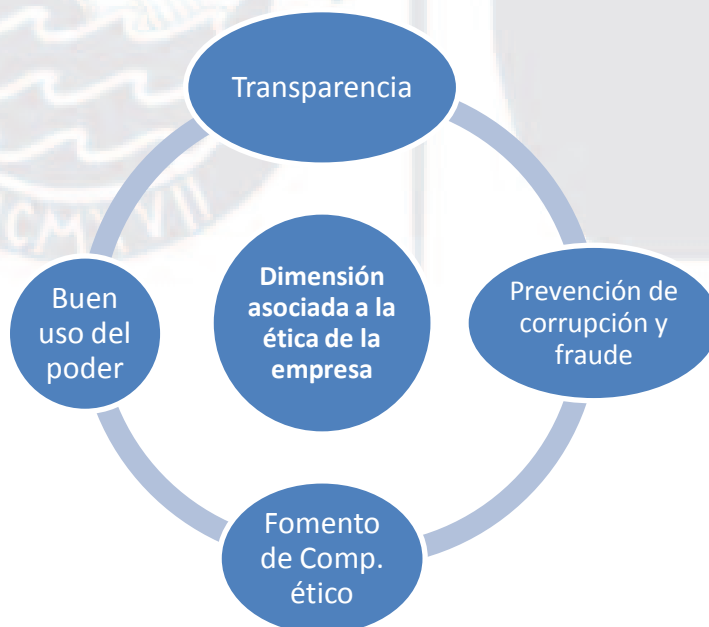 Transparencia
Dimensión
asociada a la
ética de la
empresa
Prevención de
corrupción y
fraude
Buen
uso del
poder
Fomento
de Comp.
ético